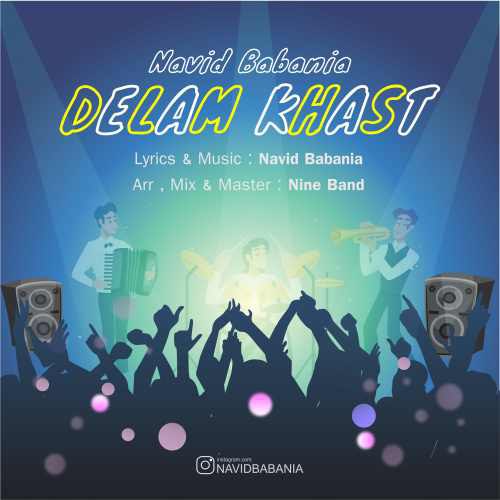 Navid Babania
DELAM KHAST
Lyrics & Music : Navid Babania
Arr , Mix & Master : Nine Band
instagram.com
NAVIDBABANIA